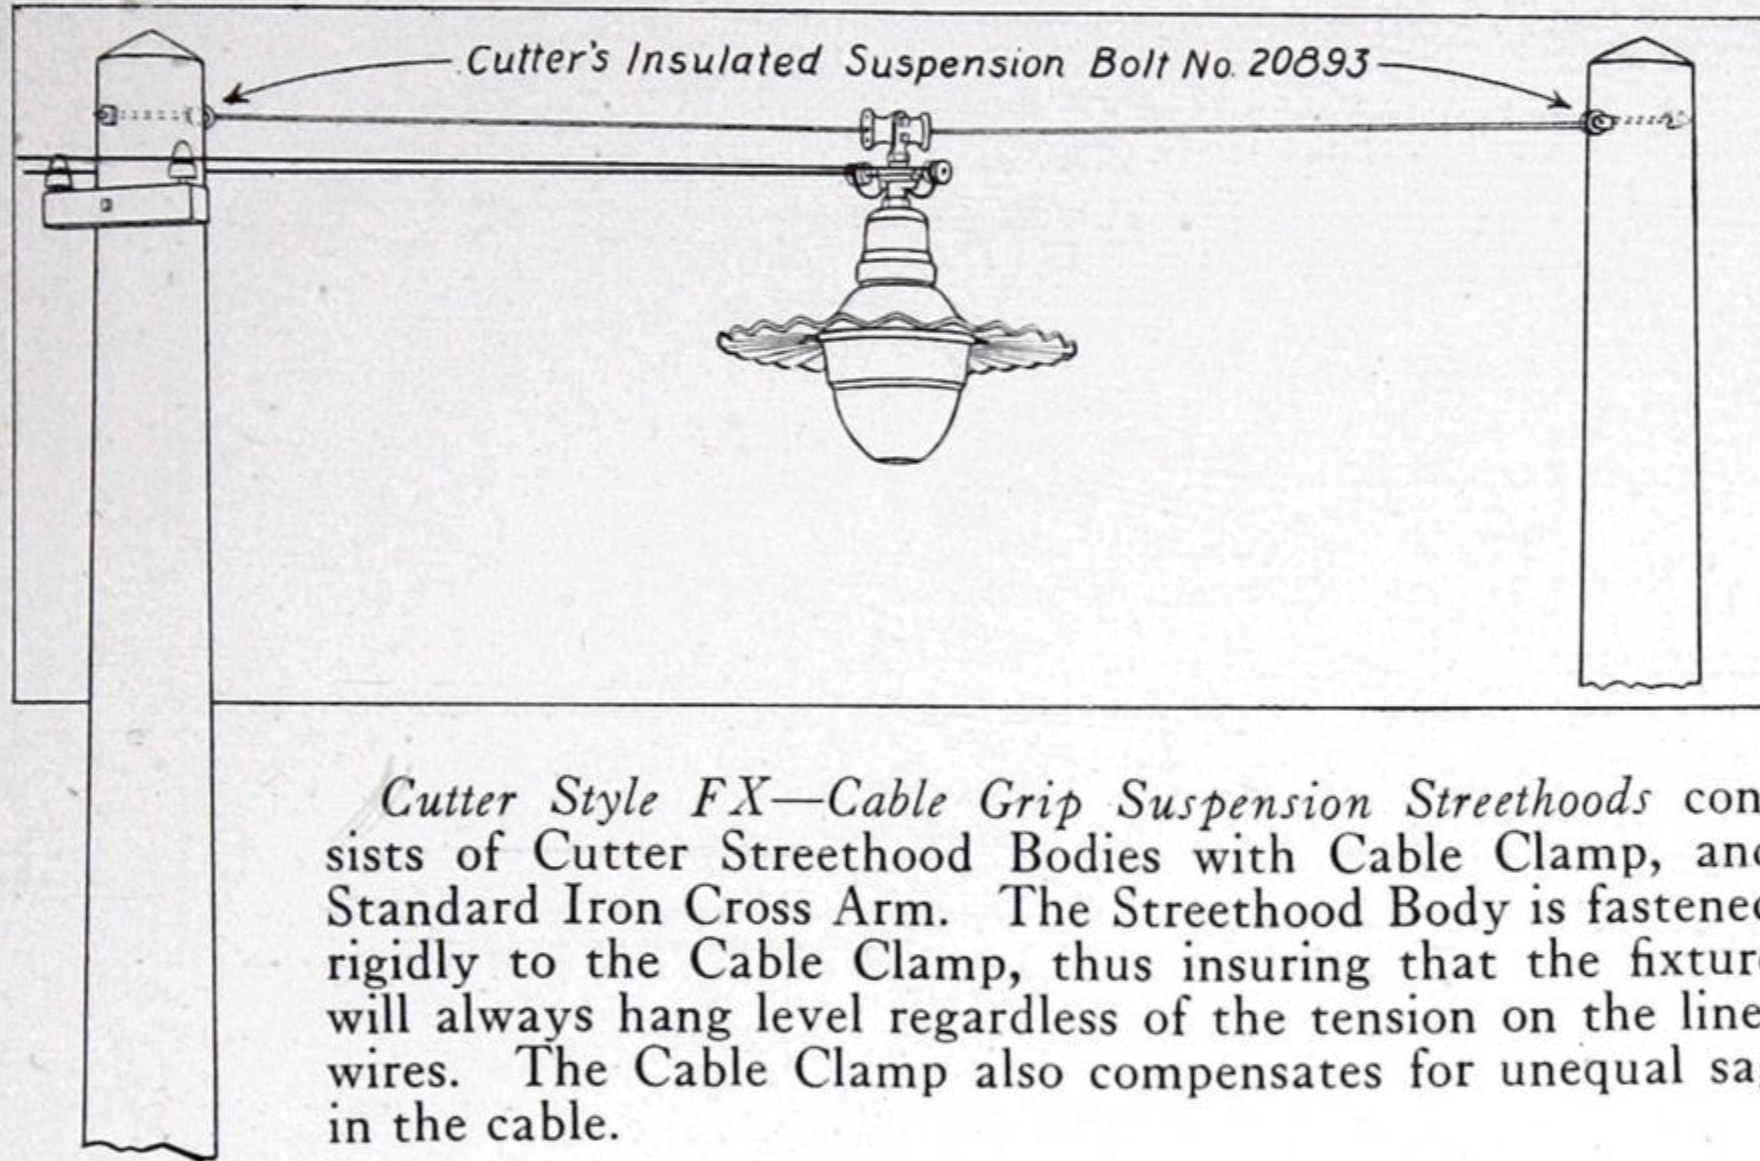 Cutter's Insulated Suspension Bolt No. 20893
Cutter Style FX—Cable Grip Suspension Streethoods con
sists of Cutter Streethood Bodies with Cable Clamp, and
Standard Iron Cross Arm. The Streethood Body is fastened
rigidly to the Cable Clamp, thus insuring that the fixture
will always hang level regardless of the tension on the line
wires. The Cable Clamp also compensates for unequal sa
in the cable.